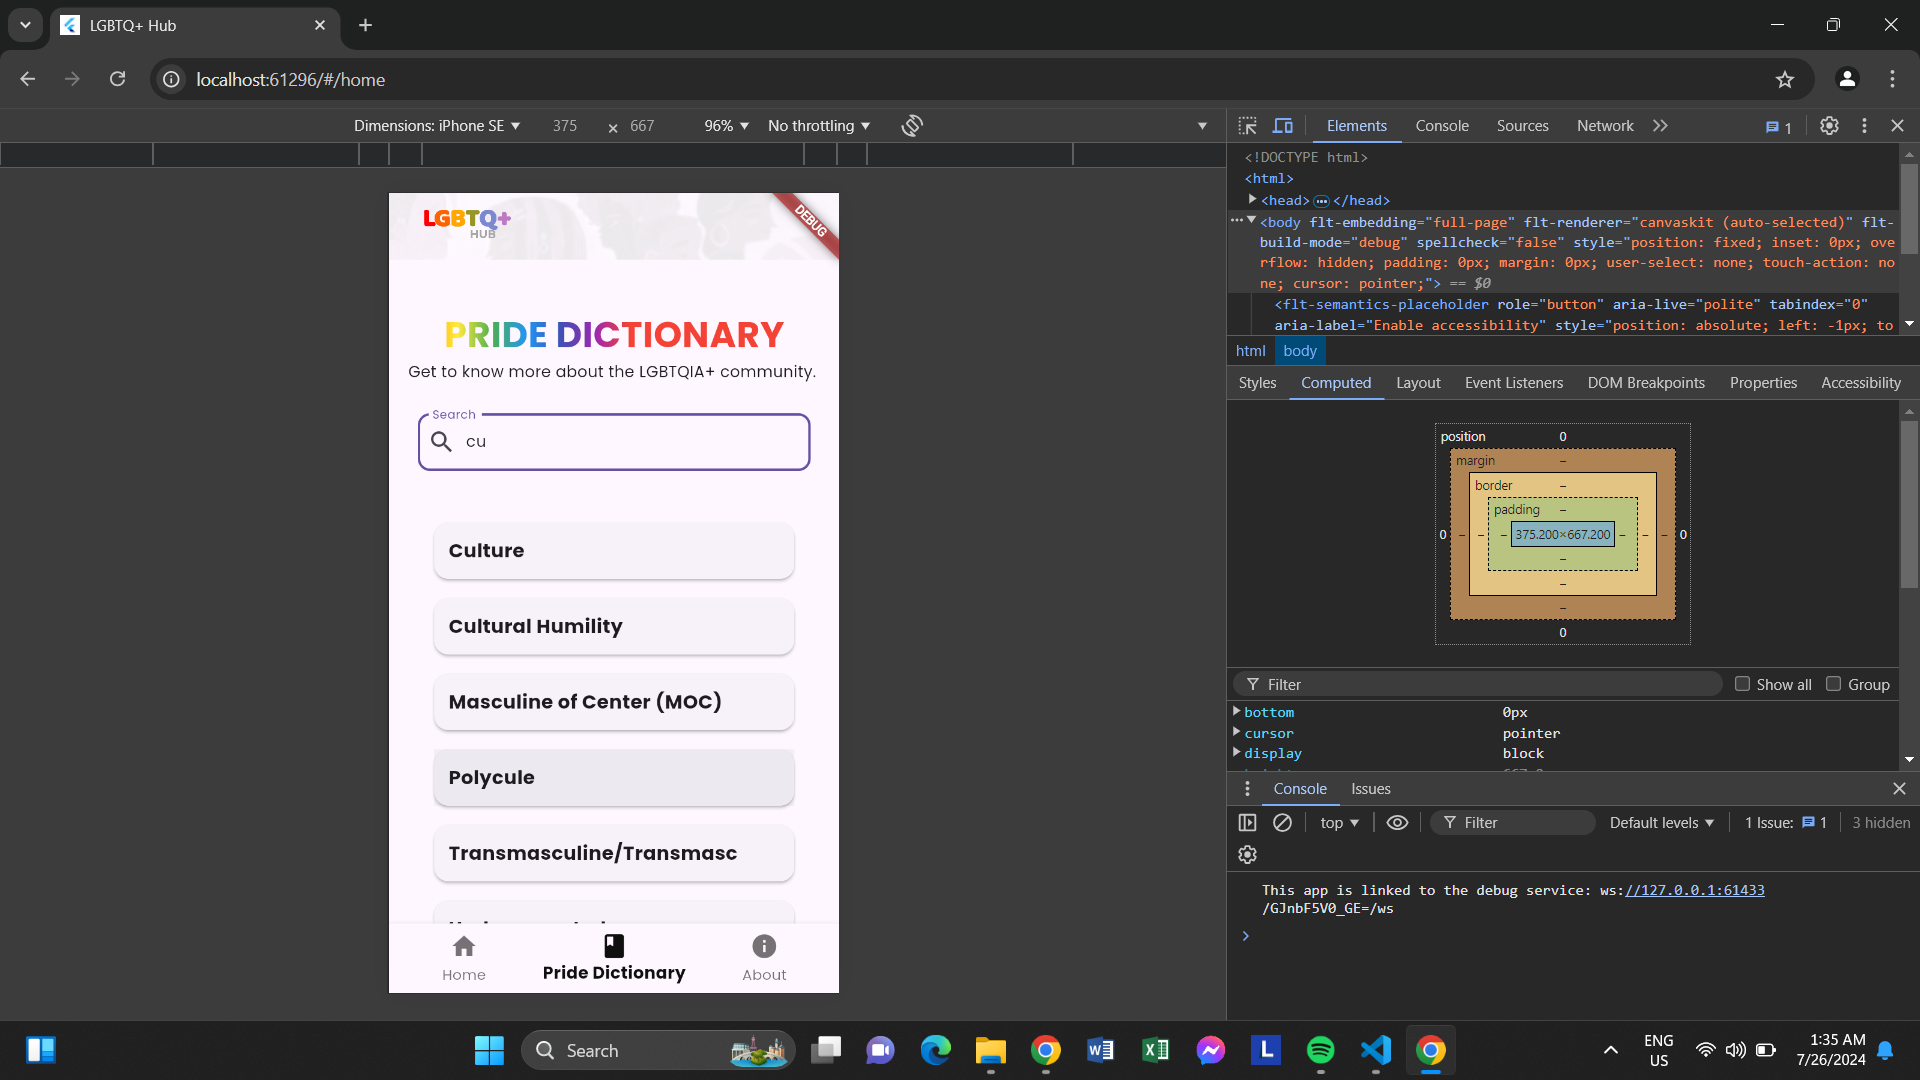 LGBTQ+ Hub
localhost:61296/#/home
Dimensions: iPhone SE 375 × 667 96% No throttling
Elements Console Sources Network 1
<!DOCTYPE html>
<html>
<head> </head>
<body flt-embedding="full-page" flt-renderer="canvaskit (auto-selected)" flt-
build-mode="debug" spellcheck="false" style="position: fixed; inset: 0px; ove
rflow: hidden; padding: 0px; margin: 0px; user-select: none; touch-action: no
ne; cursor: pointer;"> == $0
<flt-semantics-placeholder role="button" aria-live="polite" tabindex="0"
aria-label="Enable accessibility" style="position: absolute; left: -1px; to
html body
Styles Computed Layout Event Listeners DOM Breakpoints Properties Accessibility
position 0
margin –
border –
padding –
0 – – – 375.200×667.200 – – – 0
–
–
–
0
Filter Show all Group
bottom 0px
cursor pointer
display block
Console Issues
top Filter Default levels 1 Issue: 1 3 hidden
This app is linked to the debug service: ws://127.0.0.1:61433
/GJnbF5V0_GE=/ws
LGBTQ+
HUB
DEBUG
PRIDE DICTIONARY
Get to know more about the LGBTQIA+ community.
Search
cu
Culture
Cultural Humility
Masculine of Center (MOC)
Polycule
Transmasculine/Transmasc
Home
Pride Dictionary
About
Search
ENG
US
1:35 AM
7/26/2024